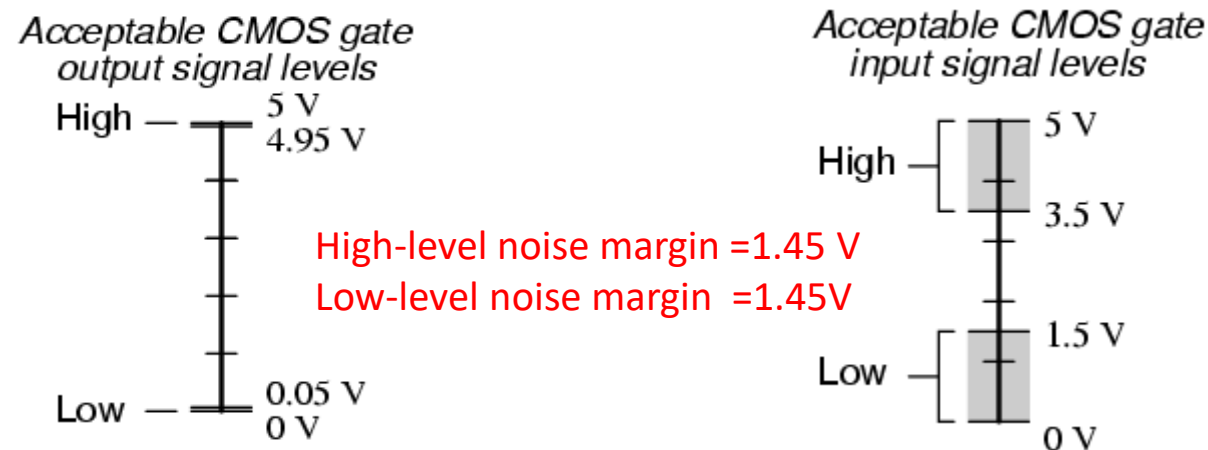 Acceptable CMOS gate
output signal levels
High
5 V
4.95 V
Low
0.05 V
0 V
High-level noise margin =1.45 V
Low-level noise margin  =1.45V
Acceptable CMOS gate
input signal levels
High
5 V
3.5 V
Low
1.5 V
0 V